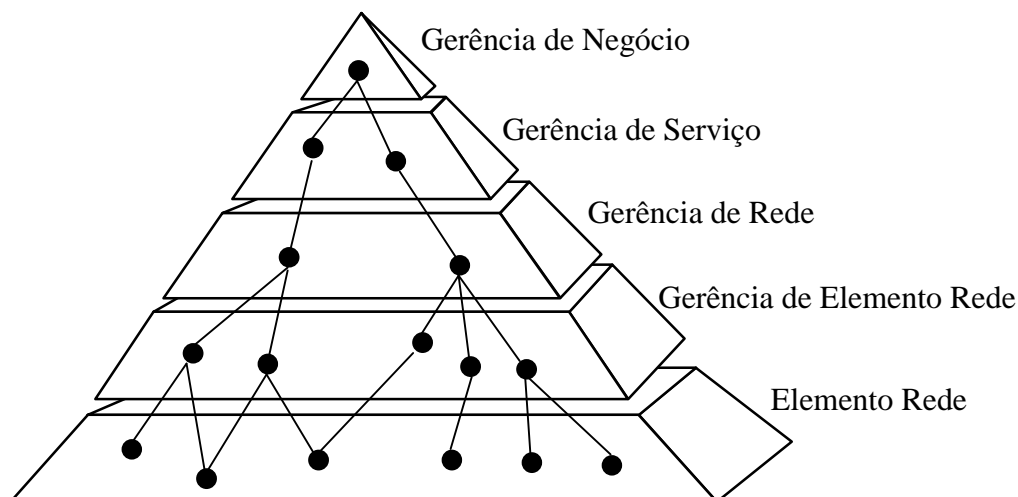 Gerência de Negócio
Gerência de Serviço
Gerência de Rede
Gerência de Elemento Rede
Elemento Rede